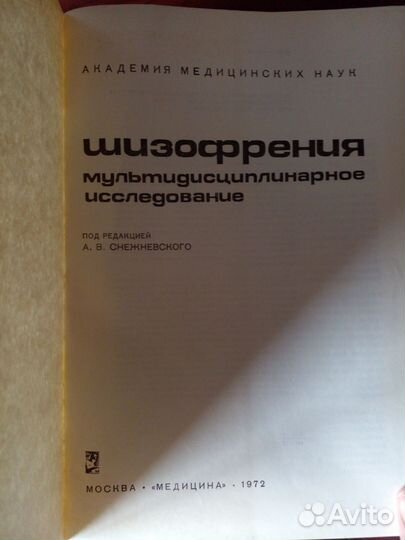 АКАДЕМИЯ МЕДИЦИНСКИХ НАУК
шизофрения
мультидисциплинарное
исследование
ПОД РЕДАКЦИЕЙ
А. В. СНЕЖНЕВСКОГО
МОСКВА · «МЕДИЦИНА» · 1972
Avito